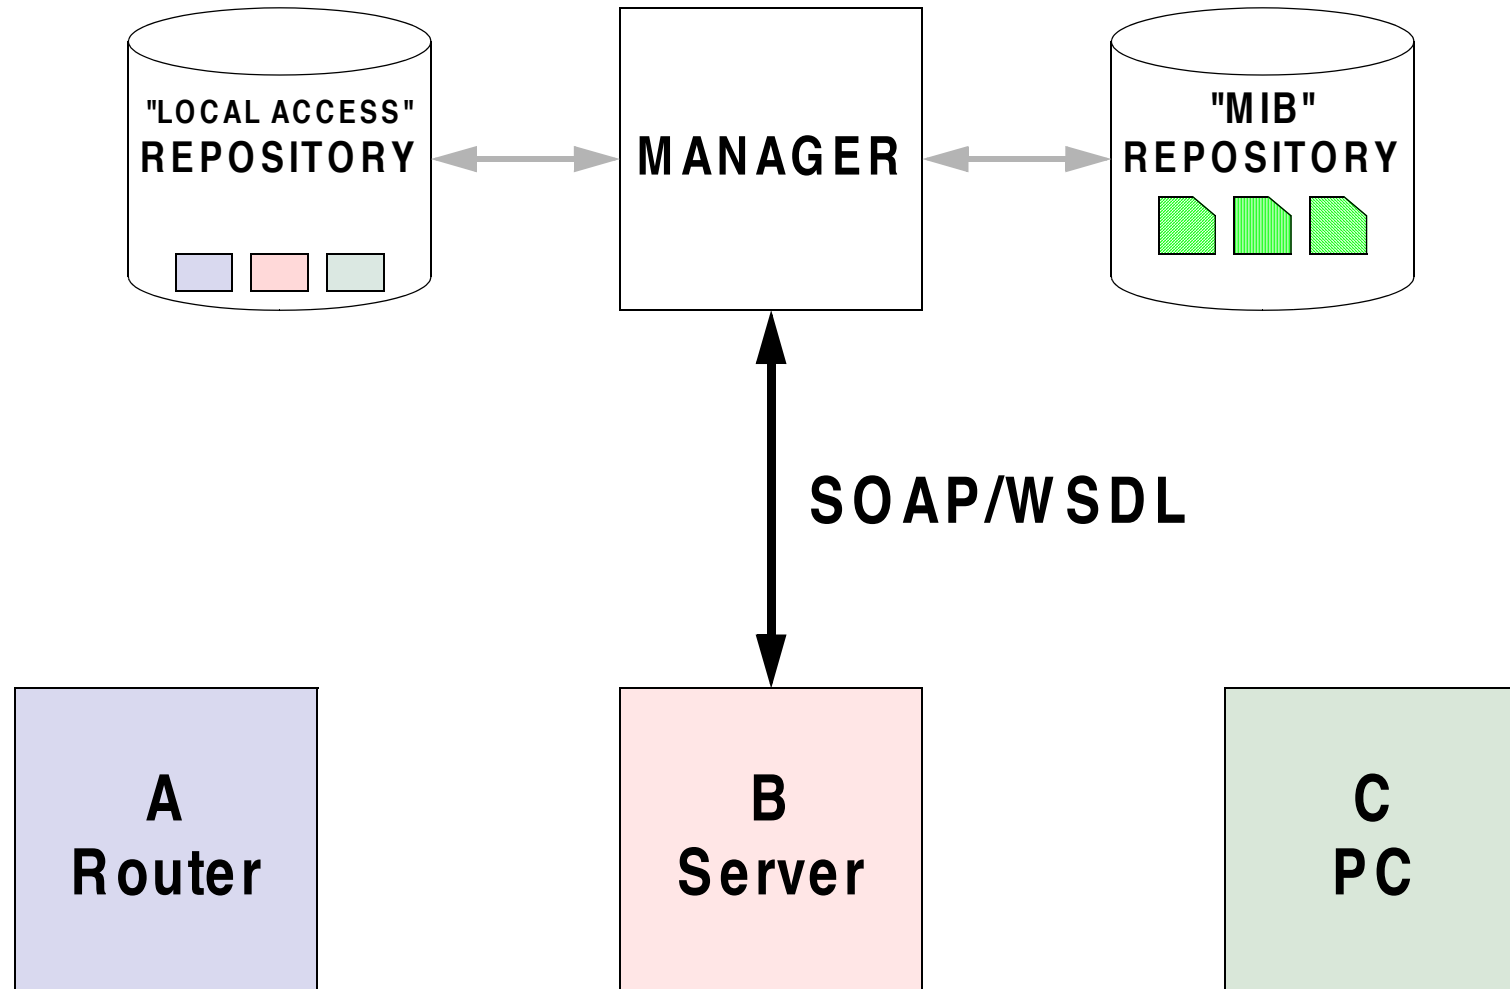 "LOCAL ACCESS"
REPOSITORY
MANAGER
"MIB"
REPOSITORY
SOAP/WSDL
A
Router
B
Server
C
PC